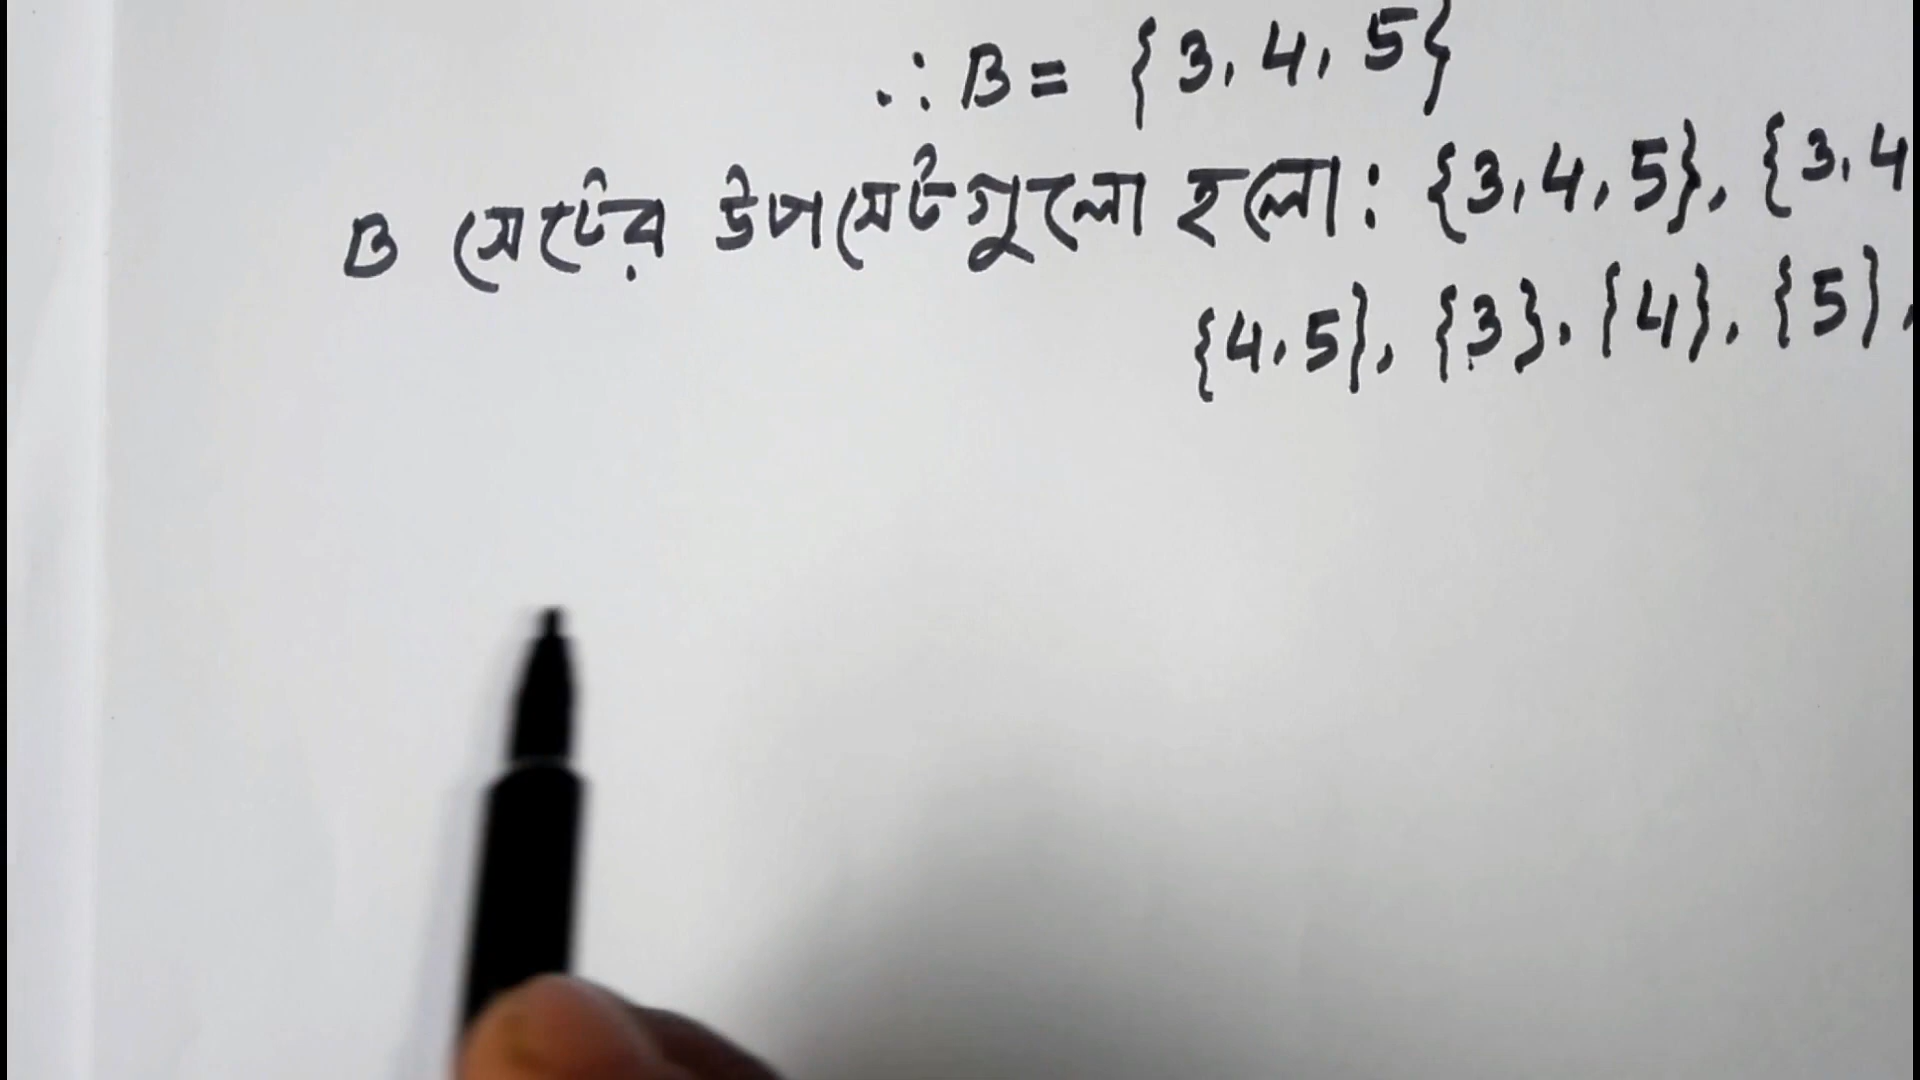 ∴ B = {3, 4, 5}
B সেটের উপসেটগুলো হলো: {3, 4, 5}, {3, 4
{4, 5}, {3}, {4}, {5},